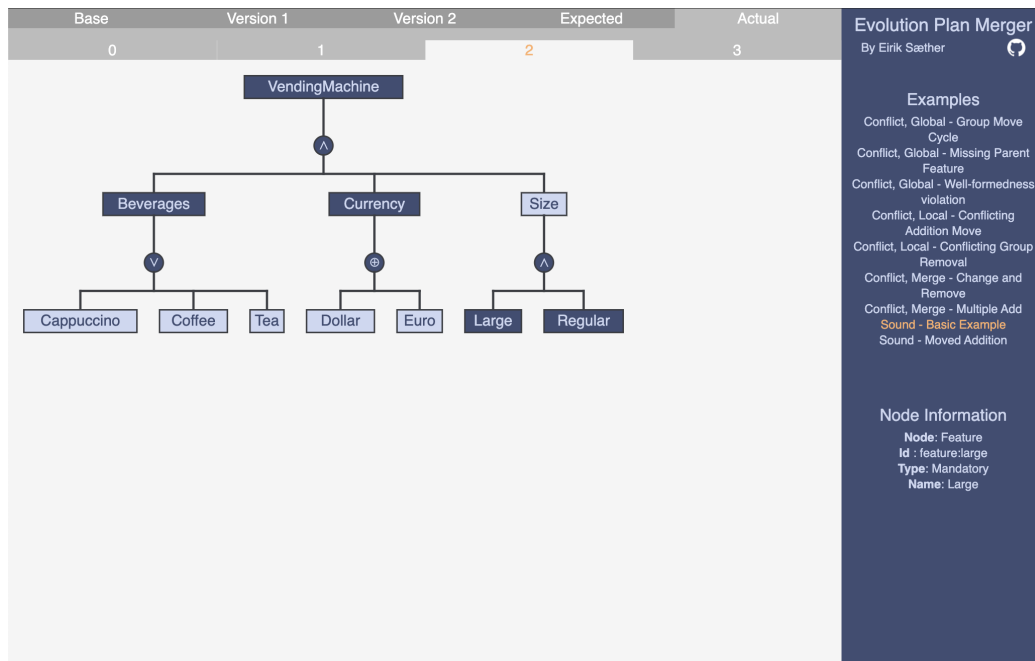 Base Version 1 Version 2 Expected Actual
0 1 2 3
VendingMachine
∧
Beverages Currency Size
∨ ⊕ ∧
Cappuccino Coffee Tea Dollar Euro Large Regular
Evolution Plan Merger
By Eirik Sæther
Examples
Conflict, Global - Group Move
Cycle
Conflict, Global - Missing Parent
Feature
Conflict, Global - Well-formedness
violation
Conflict, Local - Conflicting
Addition Move
Conflict, Local - Conflicting Group
Removal
Conflict, Merge - Change and
Remove
Conflict, Merge - Multiple Add
Sound - Basic Example
Sound - Moved Addition
Node Information
Node: Feature
Id : feature:large
Type: Mandatory
Name: Large